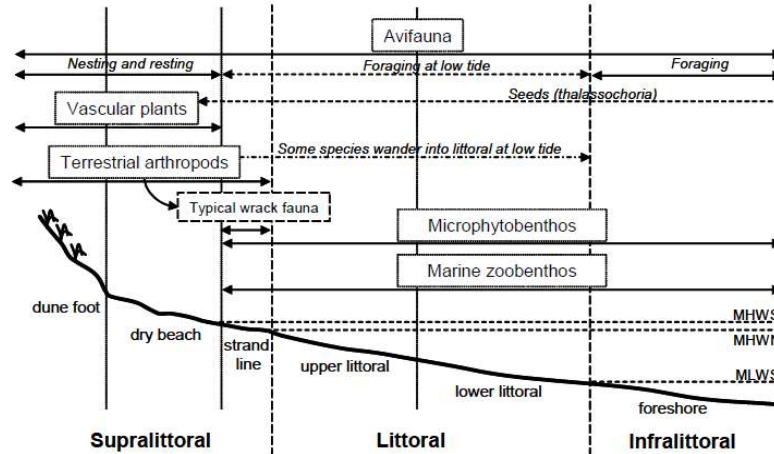 Avifauna
Nesting and resting
Foraging at low tide
Foraging
Seeds (thalassochoria)
Vascular plants
Some species wander into littoral at low tide
Terrestrial arthropods
Typical wrack fauna
Microphytobenthos
Marine zoobenthos
dune foot
MHWS
dry beach
strand
line
MHWN
upper littoral
MLWS
lower littoral
foreshore
Supralittoral
Littoral
Infralittoral